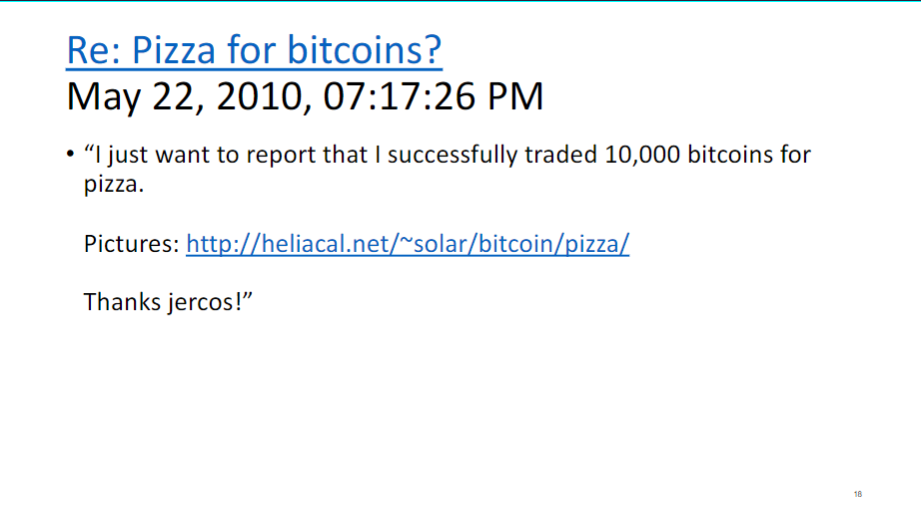 Re: Pizza for bitcoins?
May 22, 2010, 07:17:26 PM
• “I just want to report that I successfully traded 10,000 bitcoins for
pizza.
Pictures: http://heliacal.net/~solar/bitcoin/pizza/
Thanks jercos!”
18